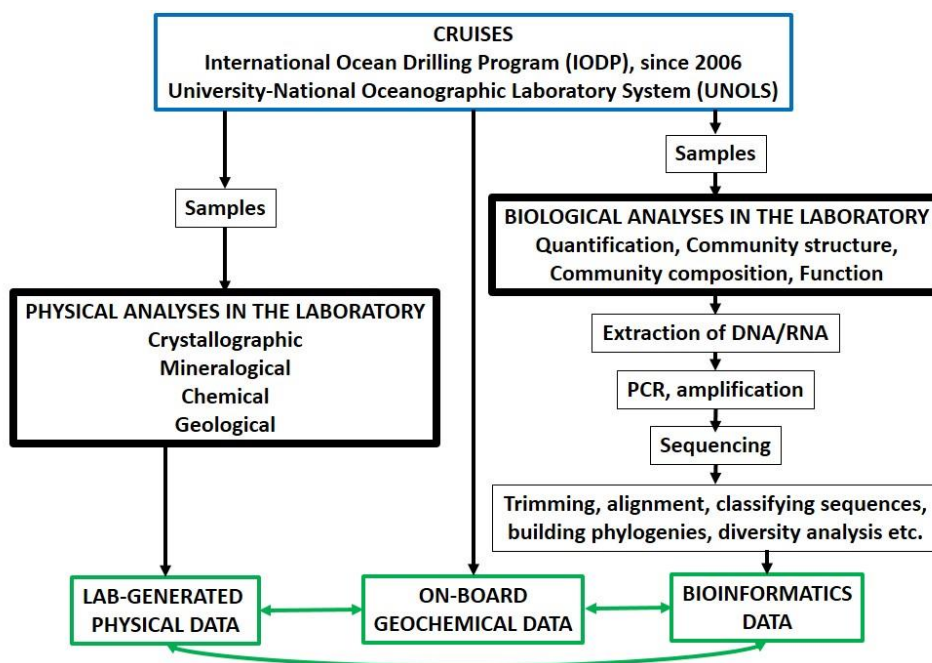 CRUISES
International Ocean Drilling Program (IODP), since 2006
University-National Oceanographic Laboratory System (UNOLS)
Samples
Samples
BIOLOGICAL ANALYSES IN THE LABORATORY
Quantification, Community structure,
Community composition, Function
PHYSICAL ANALYSES IN THE LABORATORY
Crystallographic
Mineralogical
Chemical
Geological
Extraction of DNA/RNA
PCR, amplification
Sequencing
Trimming, alignment, classifying sequences,
building phylogenies, diversity analysis etc.
LAB-GENERATED
PHYSICAL DATA
ON-BOARD
GEOCHEMICAL DATA
BIOINFORMATICS
DATA